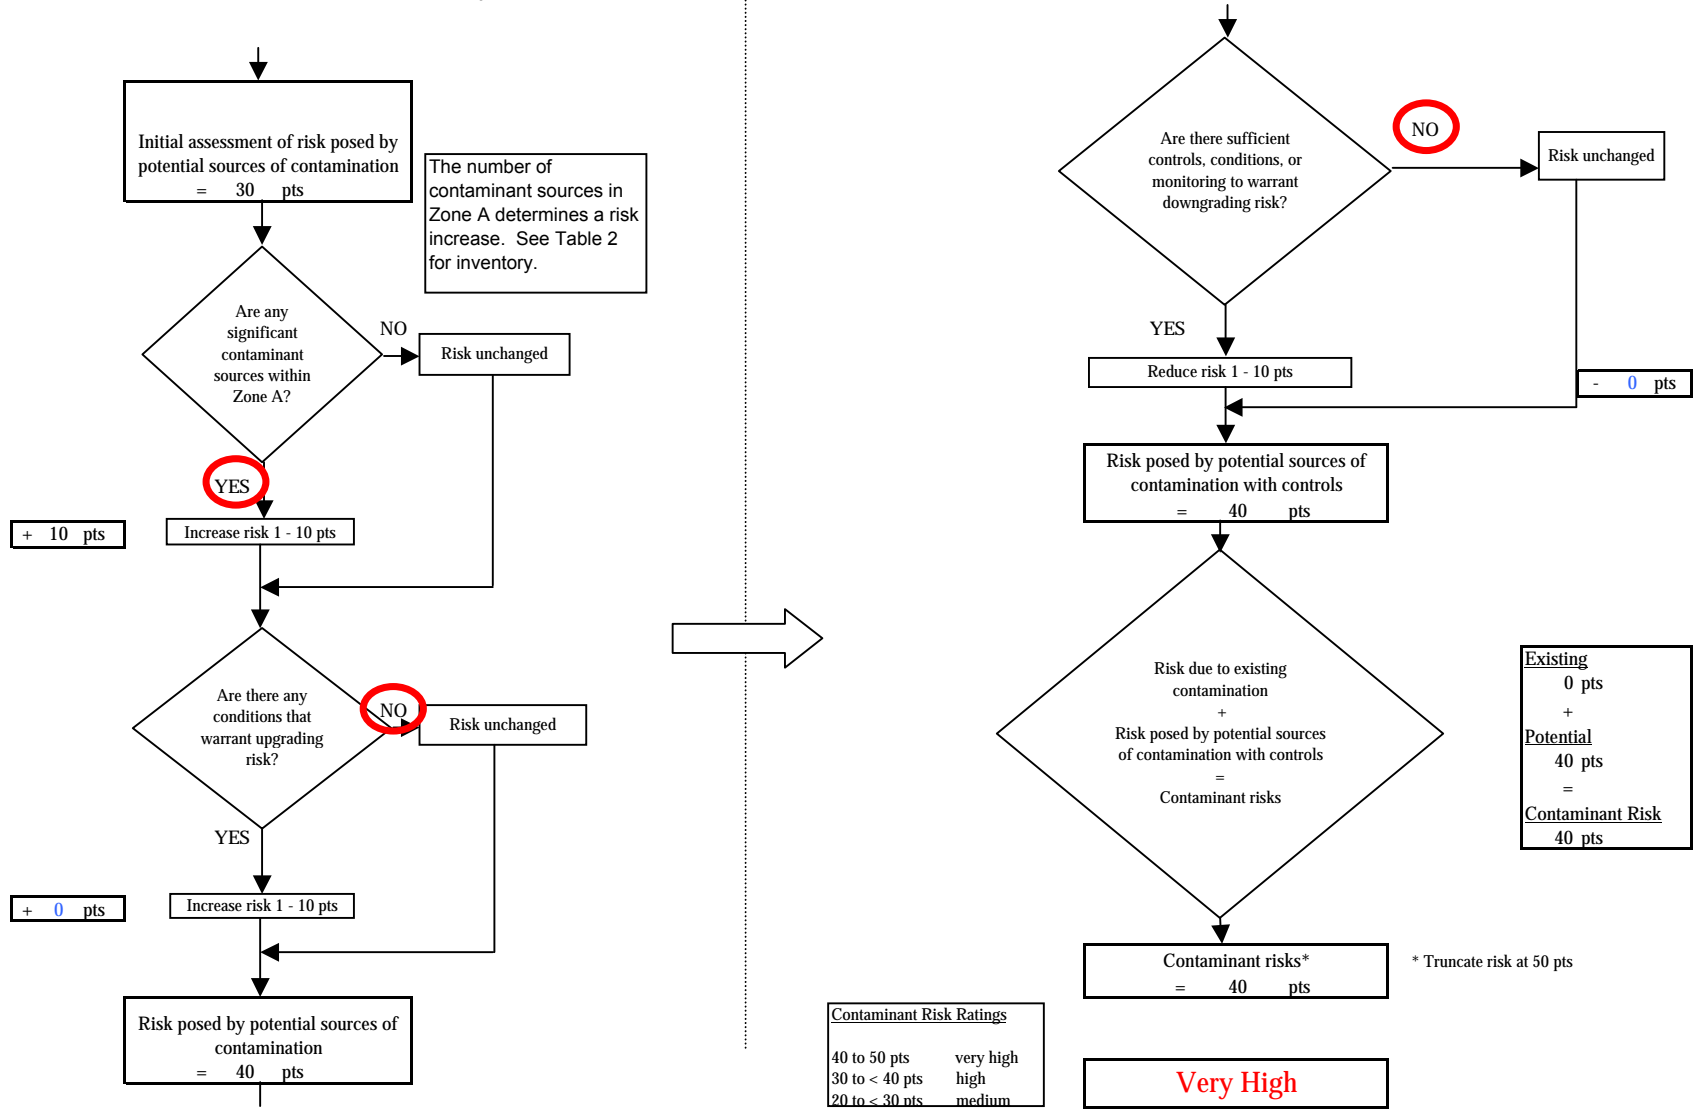 Initial assessment of risk posed by
potential sources of contamination
= 30 pts
The number of
contaminant sources in
Zone A determines a risk
increase. See Table 2
for inventory.
Are any
significant
contaminant
sources within
Zone A?
NO
Risk unchanged
YES
+ 10 pts
Increase risk 1 - 10 pts
Are there any
conditions that
warrant upgrading
risk?
NO
Risk unchanged
YES
+ 0 pts
Increase risk 1 - 10 pts
Risk posed by potential sources of
contamination
= 40 pts
Are there sufficient
controls, conditions, or
monitoring to warrant
downgrading risk?
NO
Risk unchanged
YES
Reduce risk 1 - 10 pts
- 0 pts
Risk posed by potential sources of
contamination with controls
= 40 pts
Risk due to existing
contamination
+
Risk posed by potential sources
of contamination with controls
=
Contaminant risks
Existing
0 pts
+
Potential
40 pts
=
Contaminant Risk
40 pts
Contaminant risks*
= 40 pts
* Truncate risk at 50 pts
Contaminant Risk Ratings
40 to 50 pts very high
30 to < 40 pts high
20 to < 30 pts medium
Very High